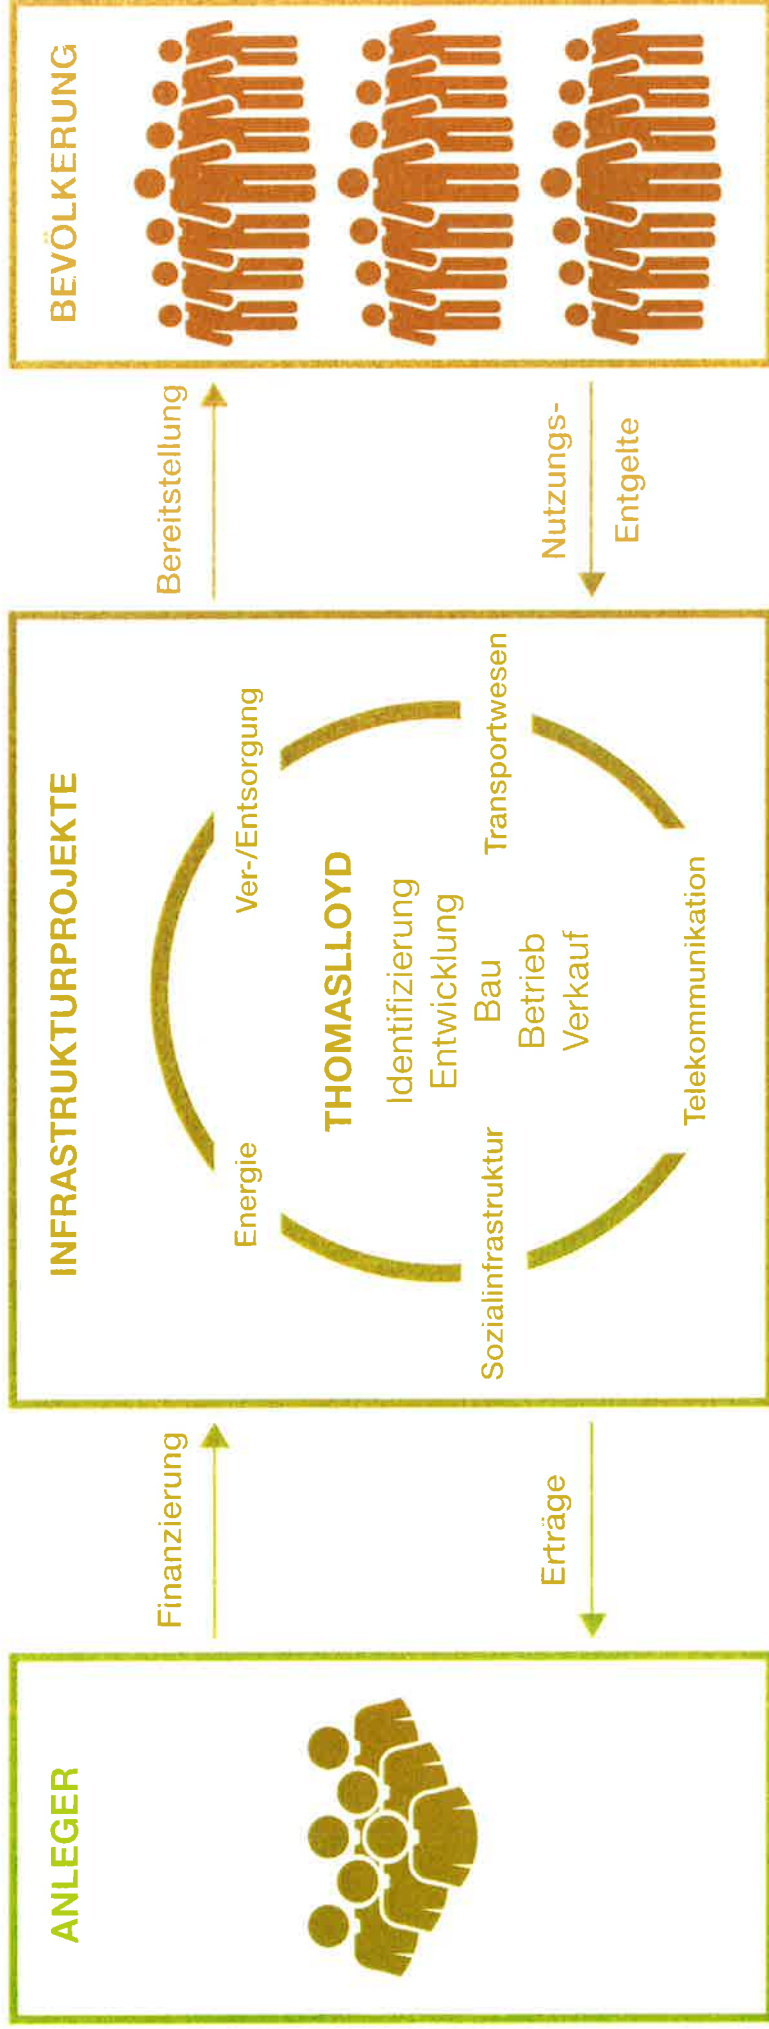 ANLEGER
Finanzierung
Erträge
INFRASTRUKTURPROJEKTE
Energie
Ver-/Entsorgung
Sozialinfrastruktur
Transportwesen
Telekommunikation
THOMASLLOYD
Identifizierung
Entwicklung
Bau
Betrieb
Verkauf
Bereitstellung
Nutzungs-
Entgelte
BEVÖLKERUNG